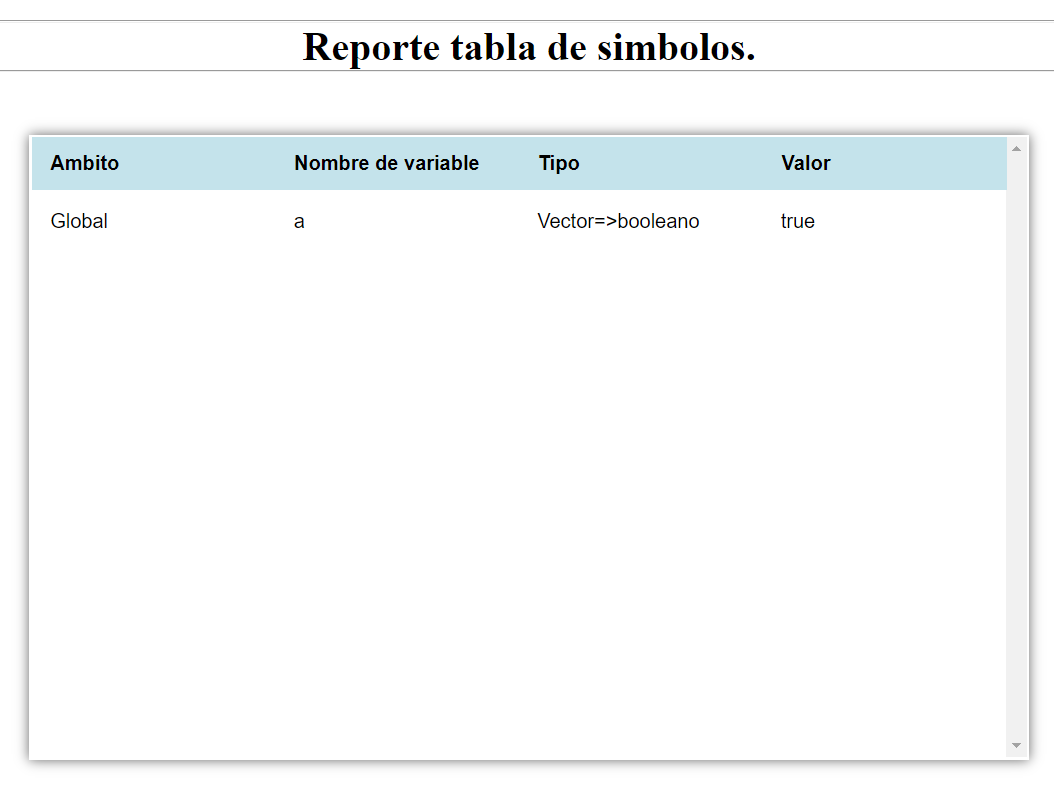 Reporte tabla de simbolos.
Ambito Nombre de variable Tipo Valor
Global a Vector=>booleano true